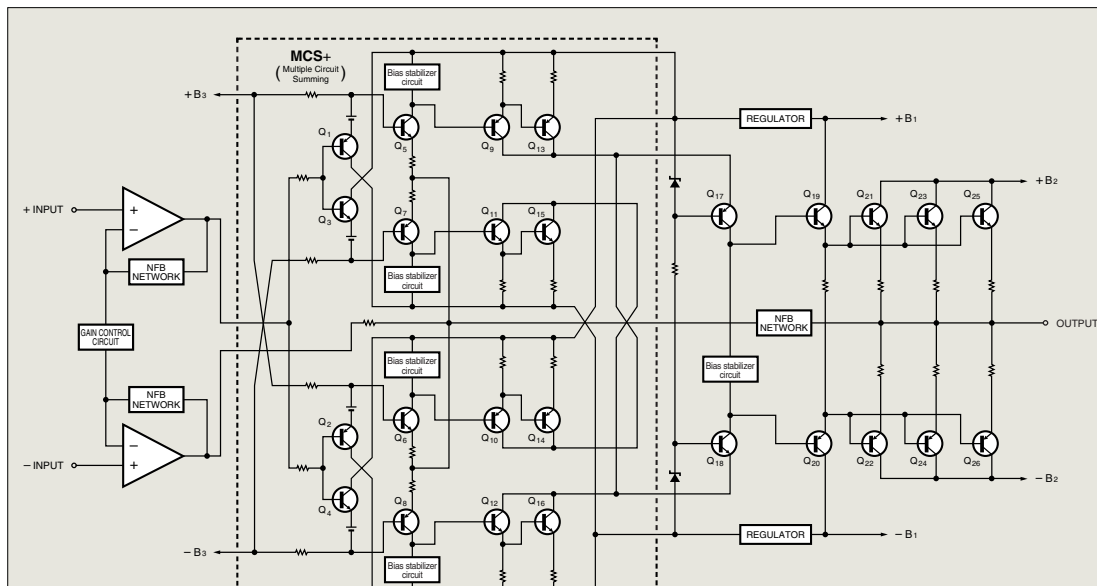 MCS+
( Multiple Circuit Summing )
Bias stabilizer circuit
+B3
REGULATOR
+B1
Q1
Q5
Q9
Q13
Q17
Q19
Q21
Q23
Q25
+B2
+ INPUT
+
−
Q3
Q7
Q11
Q15
NFB NETWORK
Bias stabilizer circuit
GAIN CONTROL CIRCUIT
NFB NETWORK
OUTPUT
Bias stabilizer circuit
Bias stabilizer circuit
NFB NETWORK
Q2
Q6
Q10
Q14
− INPUT
−
+
Q18
Q20
Q22
Q24
Q26
−B2
Q4
Q8
Q12
Q16
−B3
REGULATOR
−B1
Bias stabilizer circuit